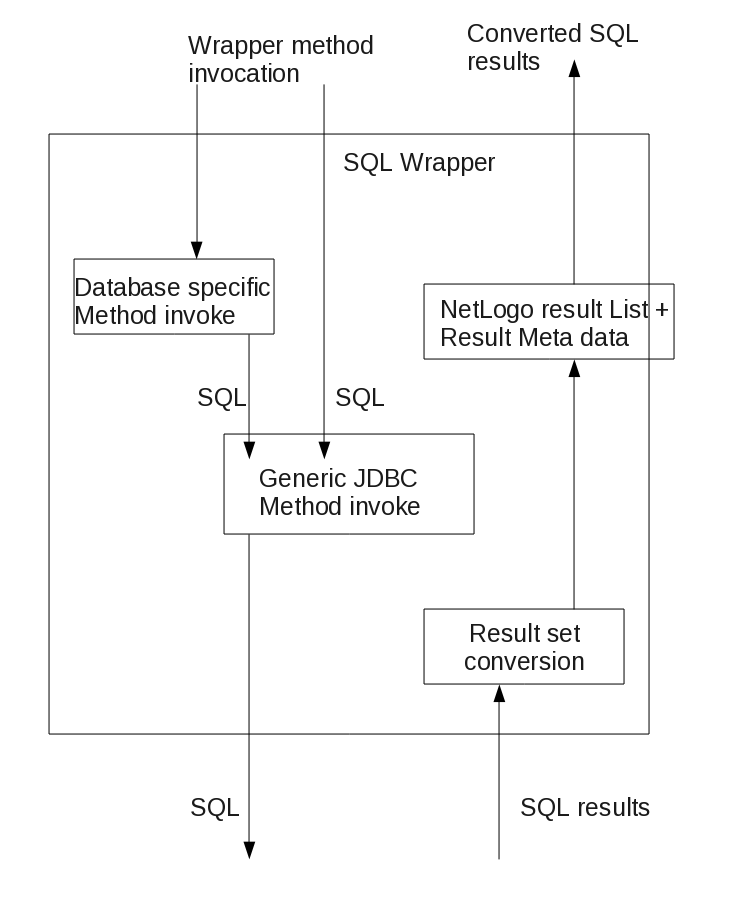 Wrapper method
invocation
Converted SQL
results
SQL Wrapper
Database specific
Method invoke
NetLogo result List +
Result Meta data
SQL
SQL
Generic JDBC
Method invoke
Result set
conversion
SQL
SQL results